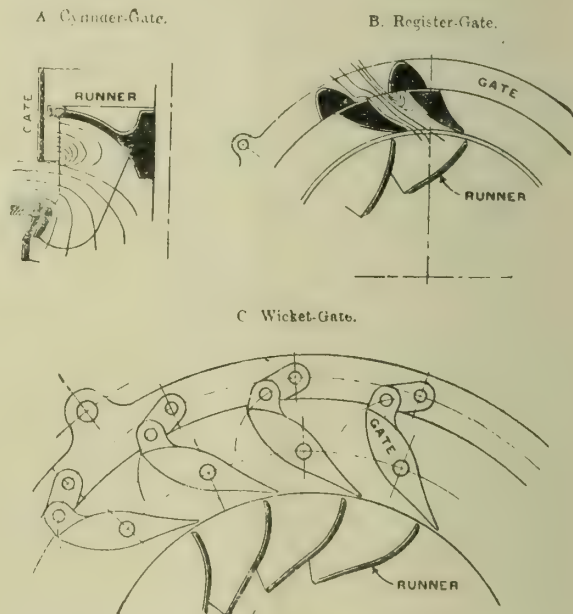 A Cylinder-Gate.
B. Register-Gate.
GATE
RUNNER
GATE
RUNNER
C Wicket-Gate.
GATE
RUNNER